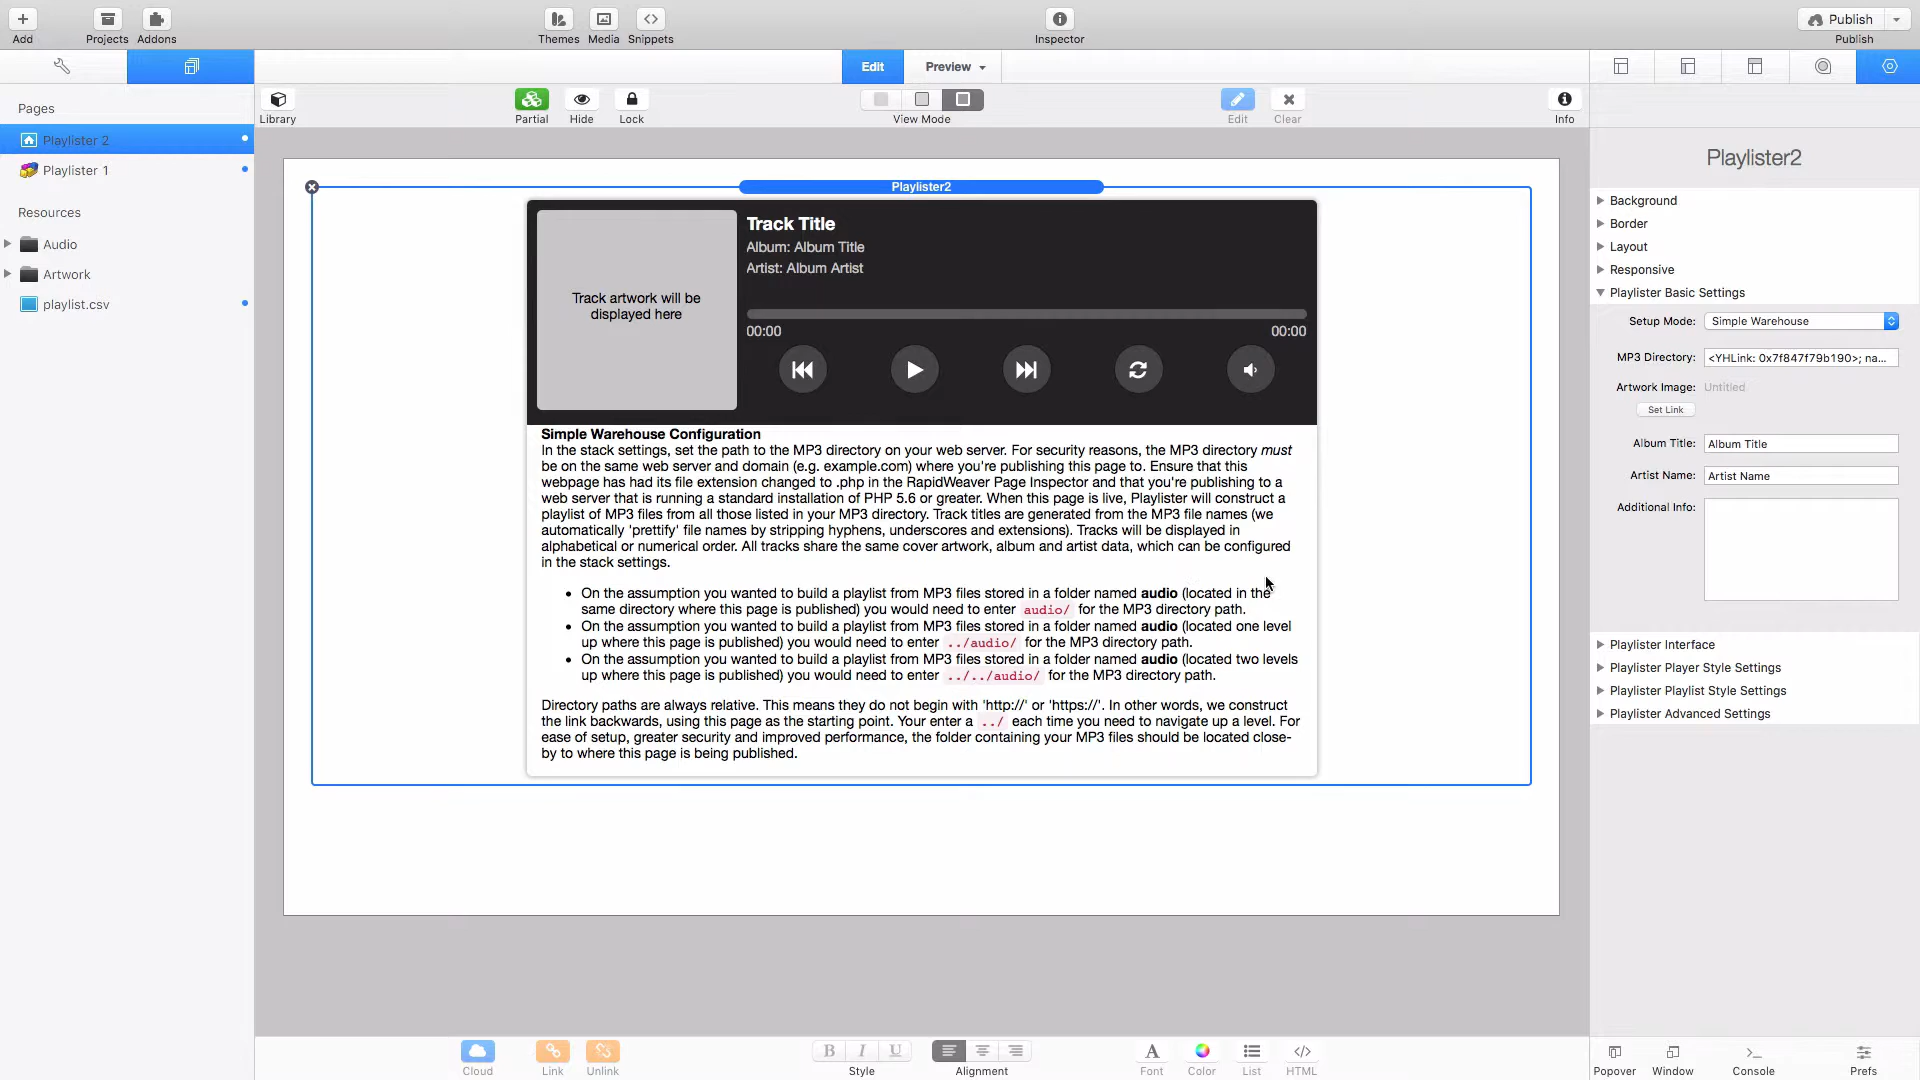 Add
Projects
Addons
Themes
Media
Snippets
Inspector
Publish
Publish
Edit
Preview
Library
Partial
Hide
Lock
View Mode
Edit
Clear
Info
Pages
Playlister 2
Playlister 1
Resources
Audio
Artwork
playlist.csv
Playlister2
Track Title
Album: Album Title
Artist: Album Artist
Track artwork will be
displayed here
00:00
00:00
Simple Warehouse Configuration
In the stack settings, set the path to the MP3 directory on your web server. For security reasons, the MP3 directory must
be on the same web server and domain (e.g. example.com) where you're publishing this page to. Ensure that this
webpage has had its file extension changed to .php in the RapidWeaver Page Inspector and that you're publishing to a
web server that is running a standard installation of PHP 5.6 or greater. When this page is live, Playlister will construct a
playlist of MP3 files from all those listed in your MP3 directory. Track titles are generated from the MP3 file names (we
automatically 'prettify' file names by stripping hyphens, underscores and extensions). Tracks will be displayed in
alphabetical or numerical order. All tracks share the same cover artwork, album and artist data, which can be configured
in the stack settings.
• On the assumption you wanted to build a playlist from MP3 files stored in a folder named audio (located in the
same directory where this page is published) you would need to enter audio/ for the MP3 directory path.
• On the assumption you wanted to build a playlist from MP3 files stored in a folder named audio (located one level
up where this page is published) you would need to enter ../audio/ for the MP3 directory path.
• On the assumption you wanted to build a playlist from MP3 files stored in a folder named audio (located two levels
up where this page is published) you would need to enter ../../audio/ for the MP3 directory path.
Directory paths are always relative. This means they do not begin with 'http://' or 'https://'. In other words, we construct
the link backwards, using this page as the starting point. Your enter a ../ each time you need to navigate up a level. For
ease of setup, greater security and improved performance, the folder containing your MP3 files should be located close-
by to where this page is being published.
Playlister2
Background
Border
Layout
Responsive
Playlister Basic Settings
Setup Mode: Simple Warehouse
MP3 Directory: <YHLink: 0x7f847f79b190>; na...
Artwork Image: Untitled
Set Link
Album Title: Album Title
Artist Name: Artist Name
Additional Info:
Playlister Interface
Playlister Player Style Settings
Playlister Playlist Style Settings
Playlister Advanced Settings
Cloud
Link
Unlink
B I U
Style
Alignment
A
Font
Color
List
HTML
Popover
Window
Console
Prefs